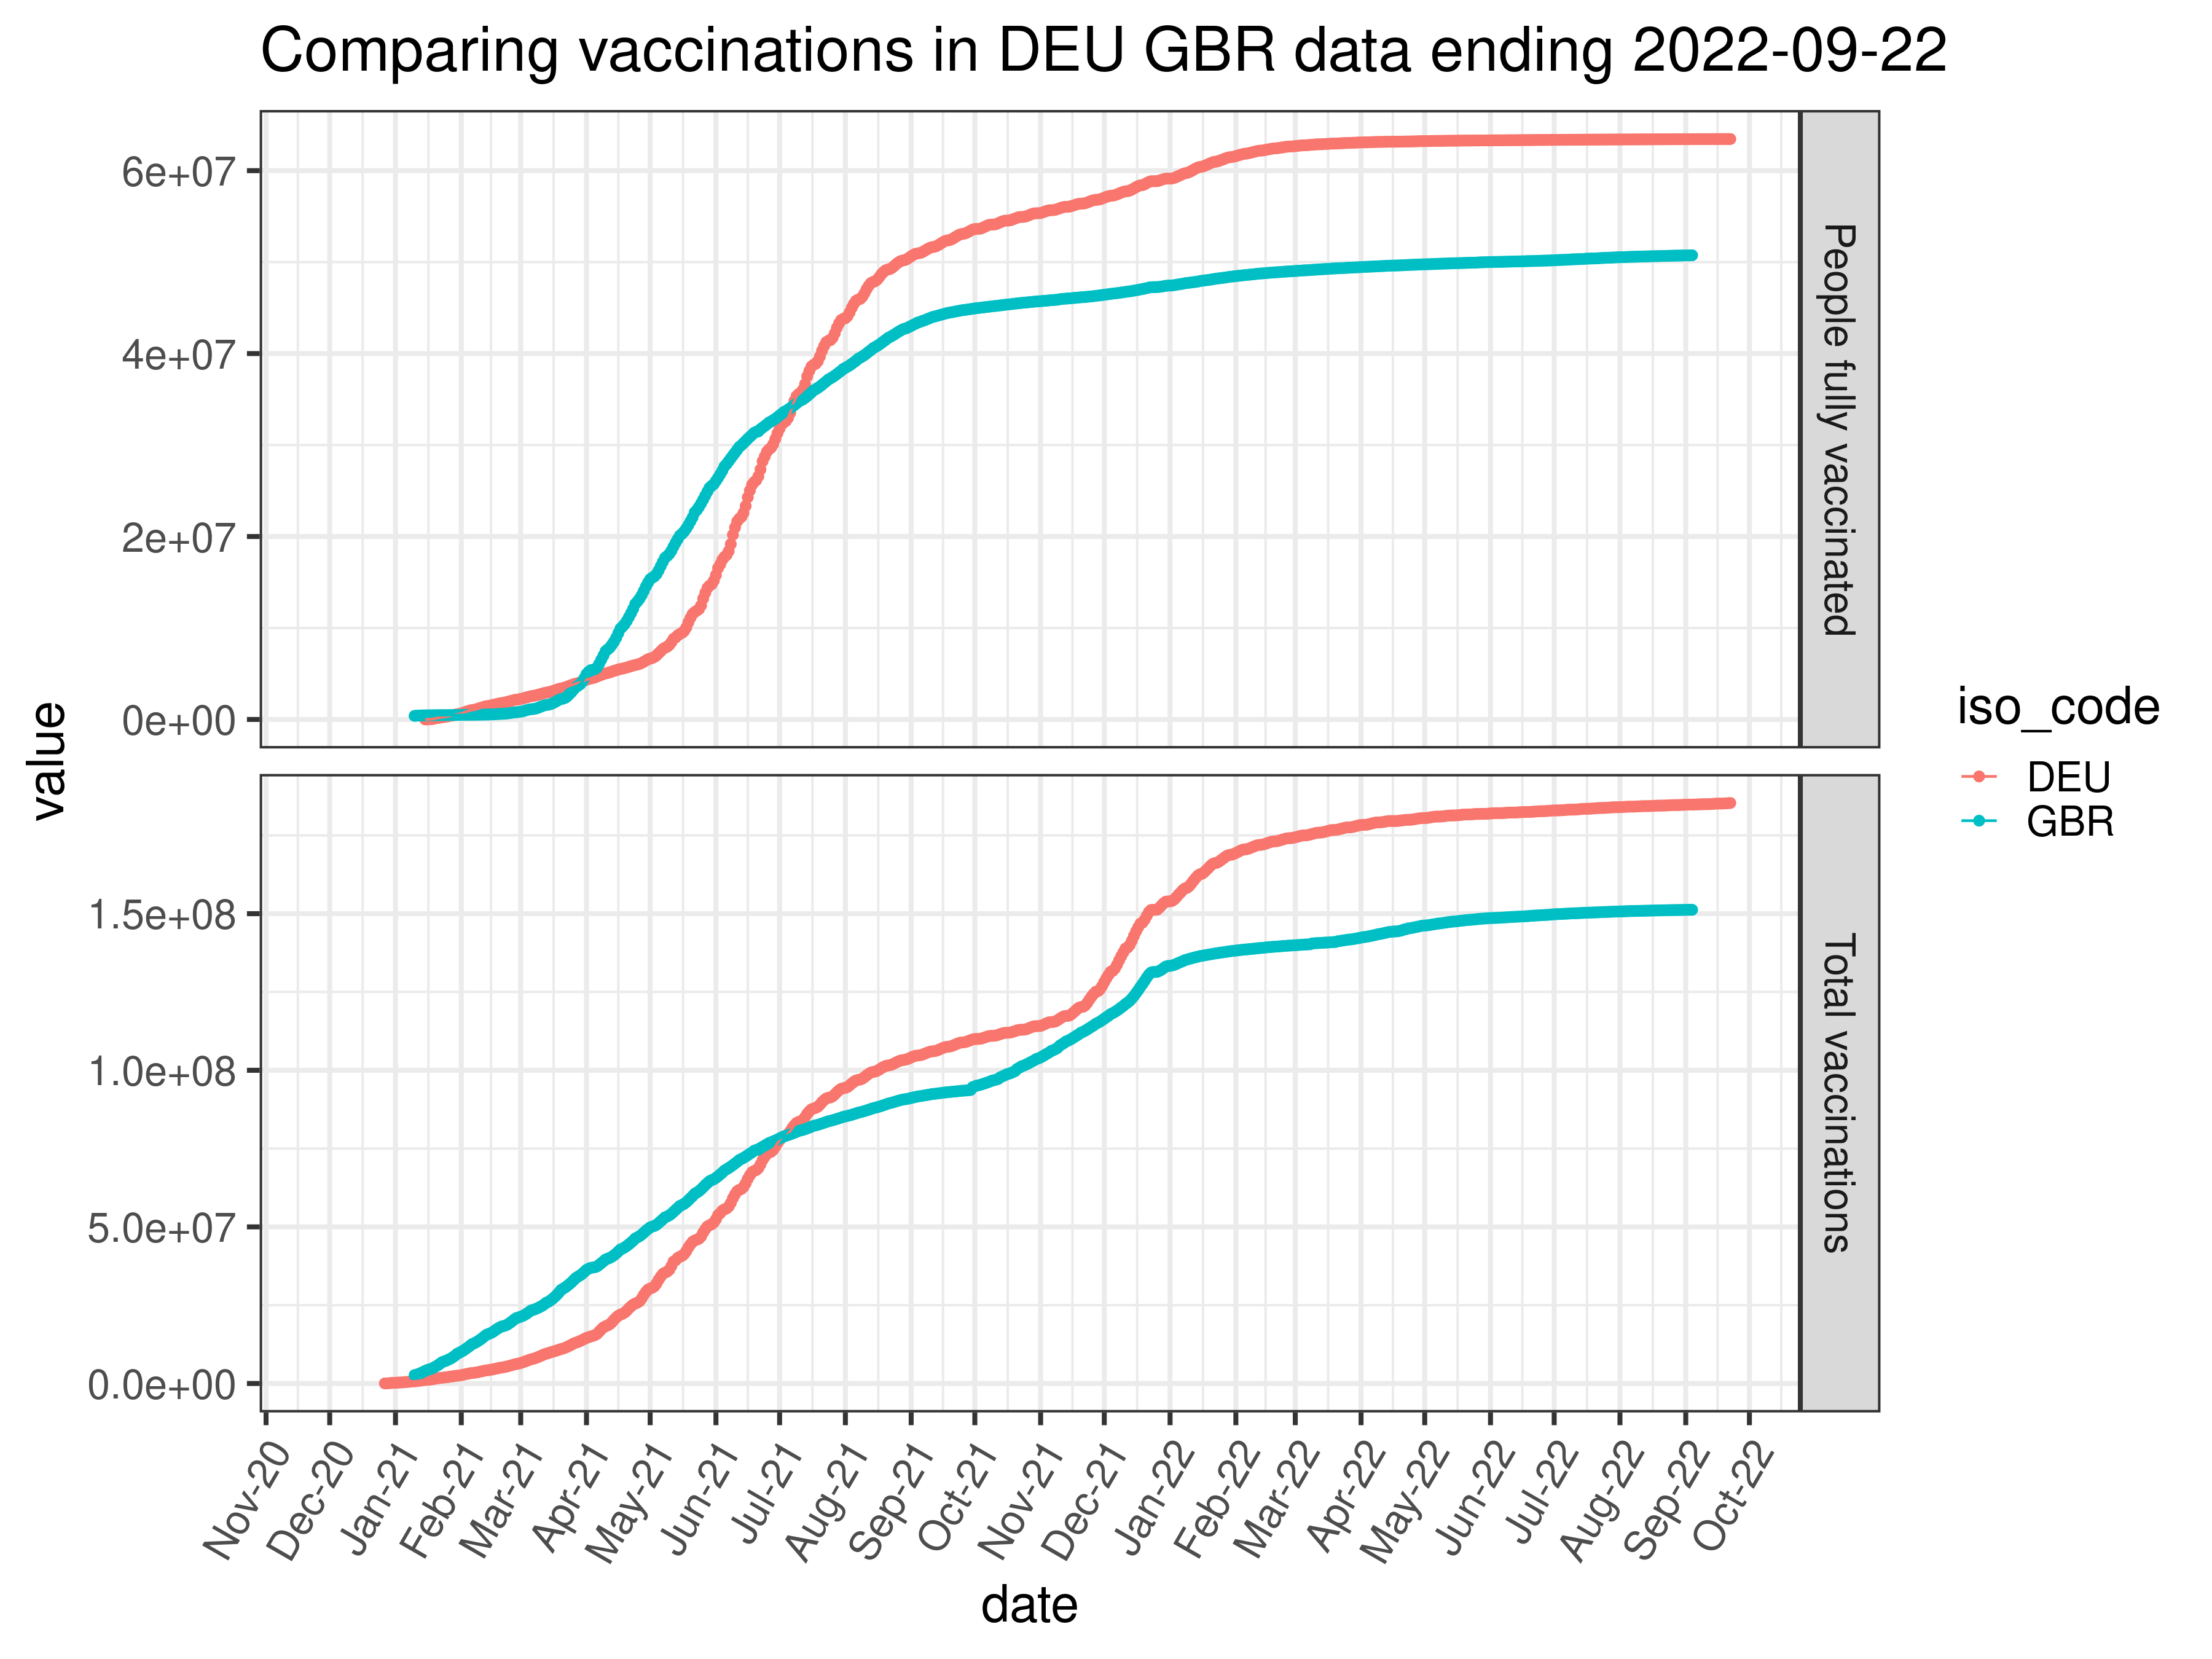 Comparing vaccinations in DEU GBR data ending 2022-09-22
value
6e+07
4e+07
2e+07
0e+00
People fully vaccinated
1.5e+08
1.0e+08
5.0e+07
0.0e+00
Total vaccinations
Nov-20
Dec-20
Jan-21
Feb-21
Mar-21
Apr-21
May-21
Jun-21
Jul-21
Aug-21
Sep-21
Oct-21
Nov-21
Dec-21
Jan-22
Feb-22
Mar-22
Apr-22
May-22
Jun-22
Jul-22
Aug-22
Sep-22
Oct-22
date
iso_code
DEU
GBR